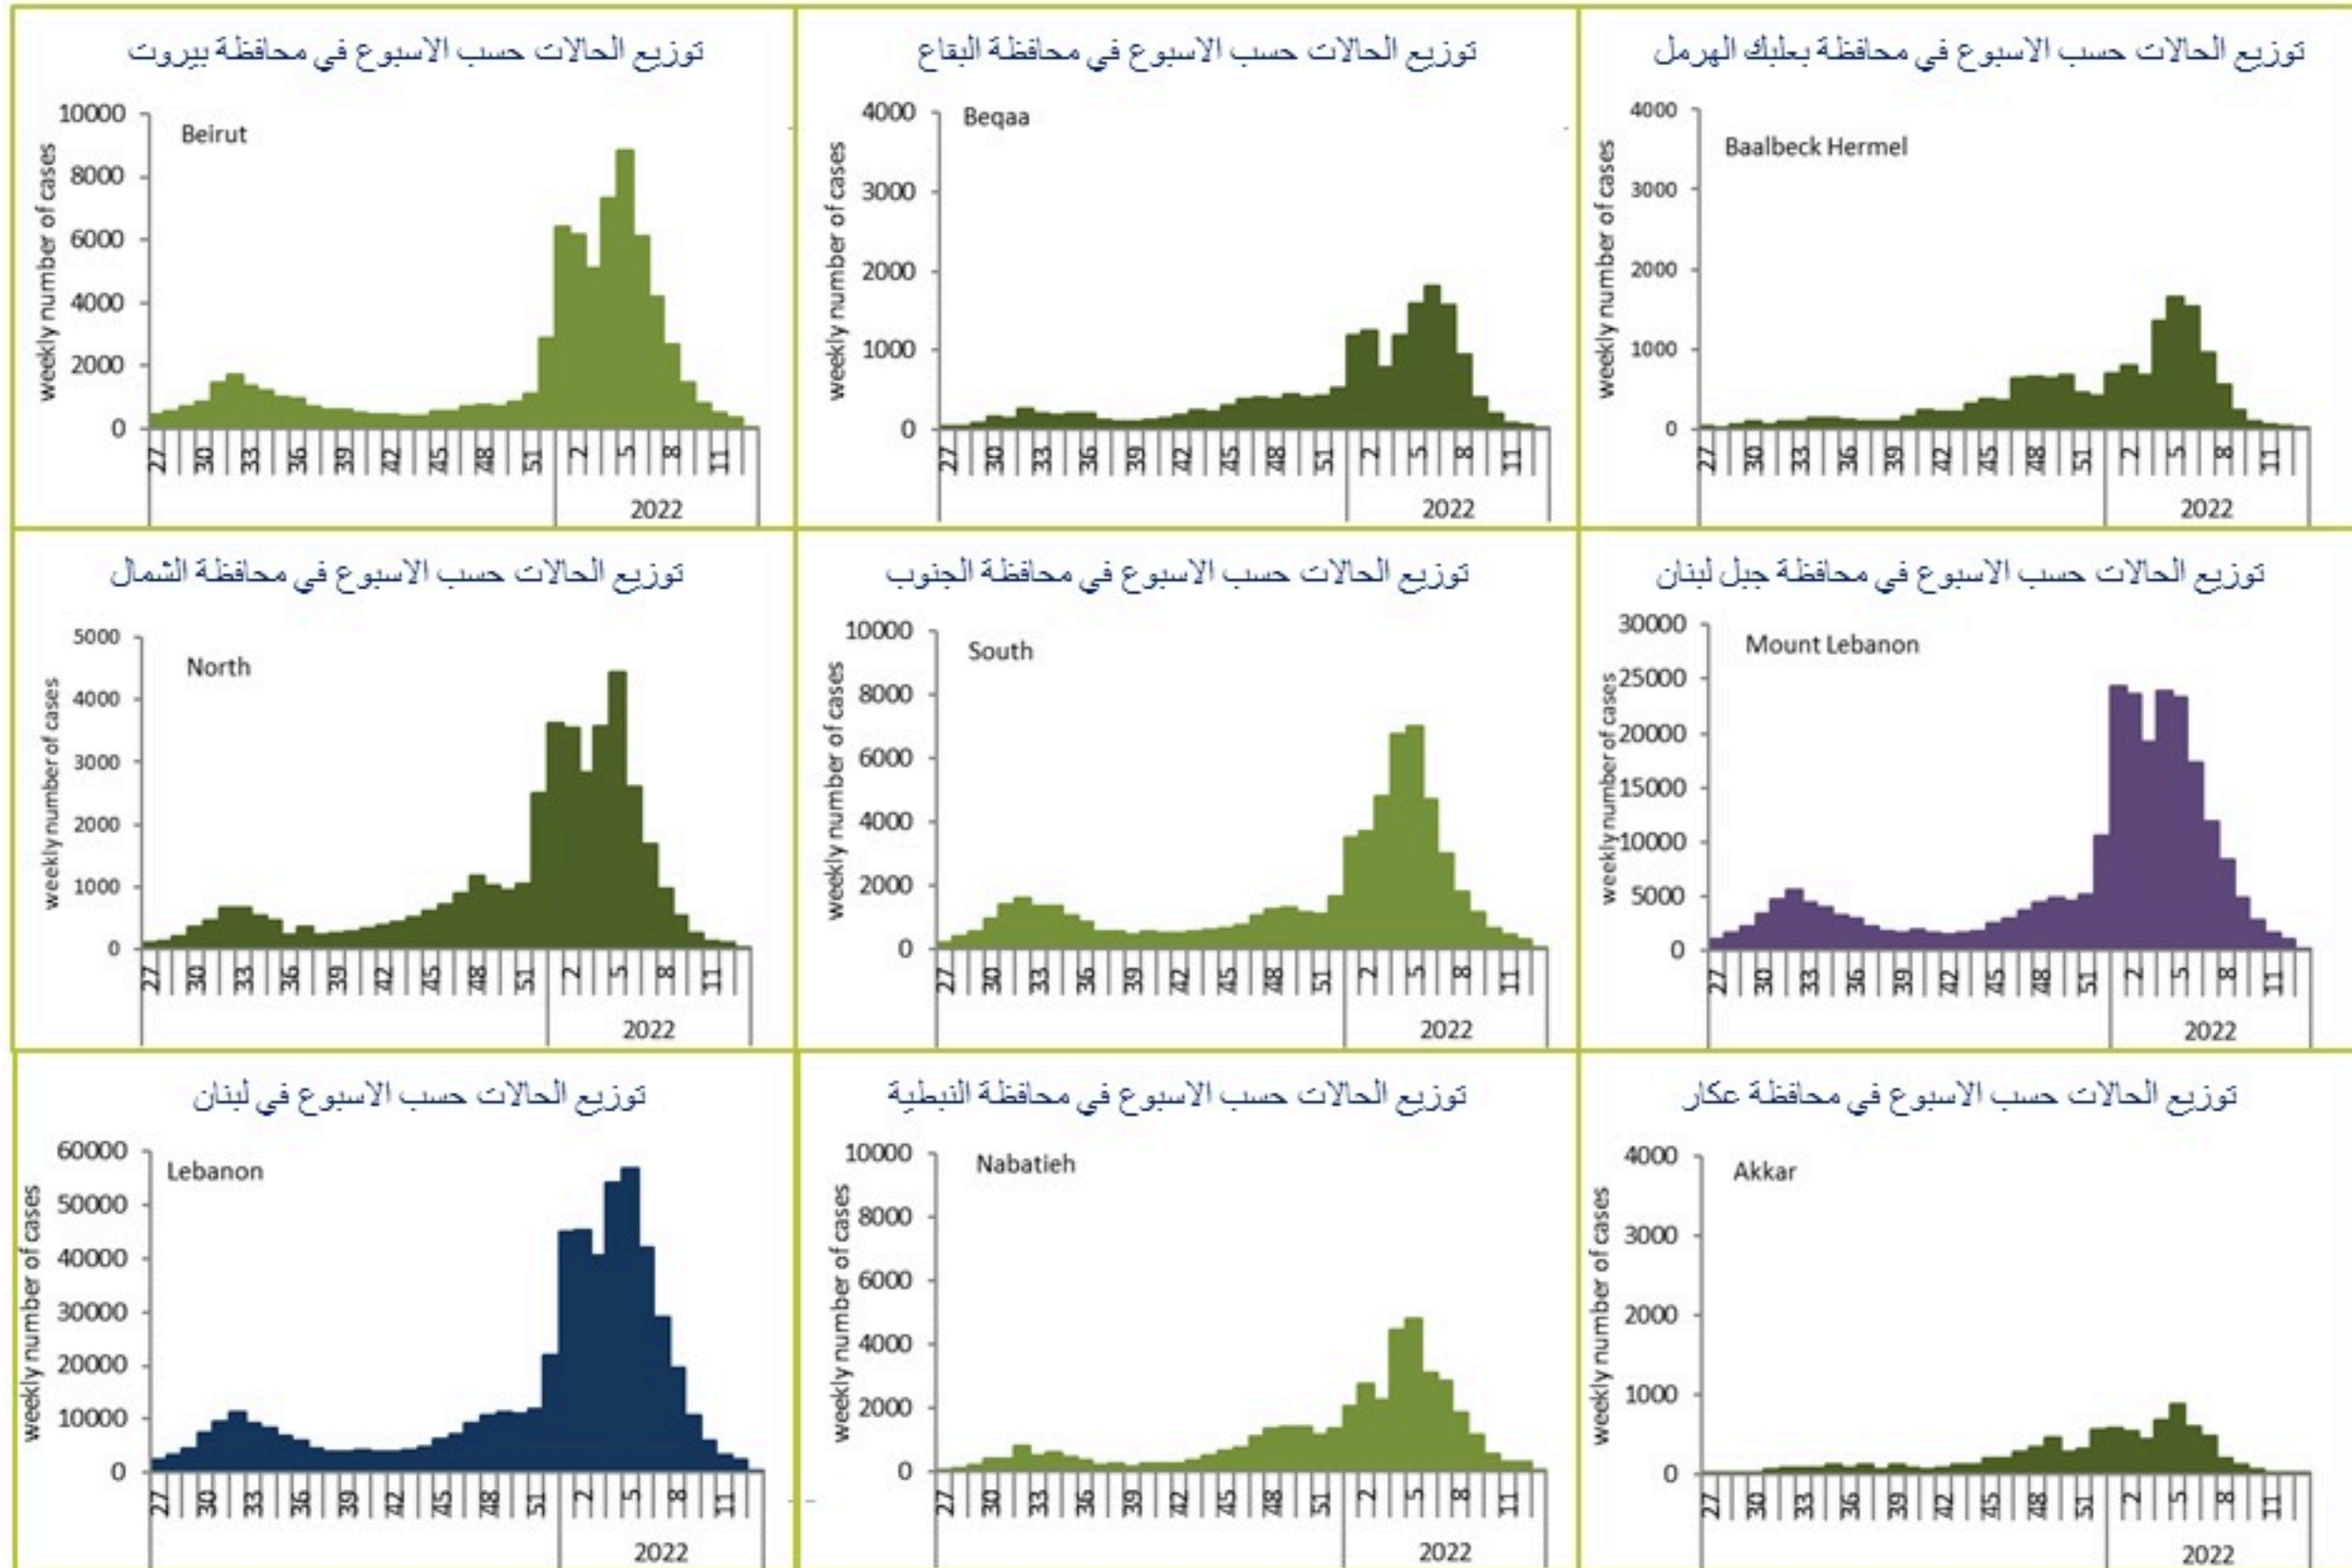 توزيع الحالات حسب الاسبوع في محافظة بيروت
Beirut
weekly number of cases
10000
8000
6000
4000
2000
0
27 30 33 36 39 42 45 48 51 2 5 8 11
2022
توزيع الحالات حسب الاسبوع في محافظة البقاع
Beqaa
weekly number of cases
4000
3000
2000
1000
0
27 30 33 36 39 42 45 48 51 2 5 8 11
2022
توزيع الحالات حسب الاسبوع في محافظة بعلبك الهرمل
Baalbeck Hermel
weekly number of cases
4000
3000
2000
1000
0
27 30 33 36 39 42 45 48 51 2 5 8 11
2022
توزيع الحالات حسب الاسبوع في محافظة الشمال
North
weekly number of cases
5000
4000
3000
2000
1000
0
27 30 33 36 39 42 45 48 51 2 5 8 11
2022
توزيع الحالات حسب الاسبوع في محافظة الجنوب
South
weekly number of cases
10000
8000
6000
4000
2000
0
27 30 33 36 39 42 45 48 51 2 5 8 11
2022
توزيع الحالات حسب الاسبوع في محافظة جبل لبنان
Mount Lebanon
weekly number of cases
30000
25000
20000
15000
10000
5000
0
27 30 33 36 39 42 45 48 51 2 5 8 11
2022
توزيع الحالات حسب الاسبوع في لبنان
Lebanon
weekly number of cases
60000
50000
40000
30000
20000
10000
0
27 30 33 36 39 42 45 48 51 2 5 8 11
2022
توزيع الحالات حسب الاسبوع في محافظة النبطية
Nabatieh
weekly number of cases
10000
8000
6000
4000
2000
0
27 30 33 36 39 42 45 48 51 2 5 8 11
2022
توزيع الحالات حسب الاسبوع في محافظة عكار
Akkar
weekly number of cases
4000
3000
2000
1000
0
27 30 33 36 39 42 45 48 51 2 5 8 11
2022